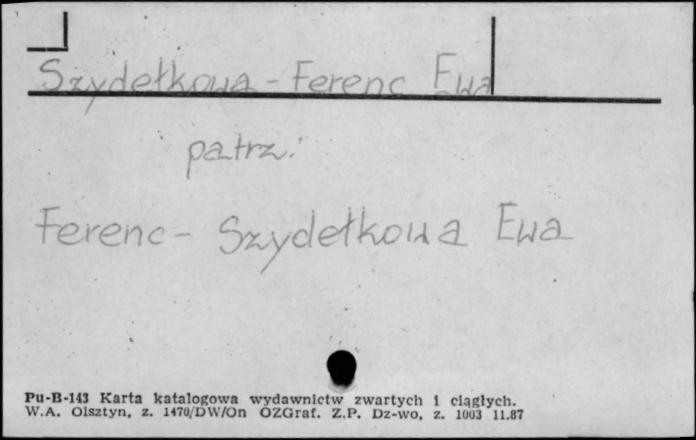 Szydełkowa - Ferenc Ewa
patrz:
Ferenc - Szydełkowa Ewa
Pu-B-143 Karta katalogowa wydawnictw zwartych i ciągłych.
W.A. Olsztyn, z. 1470/DW/On OZGraf. Z.P. Dz-wo, z. 1003 11.87